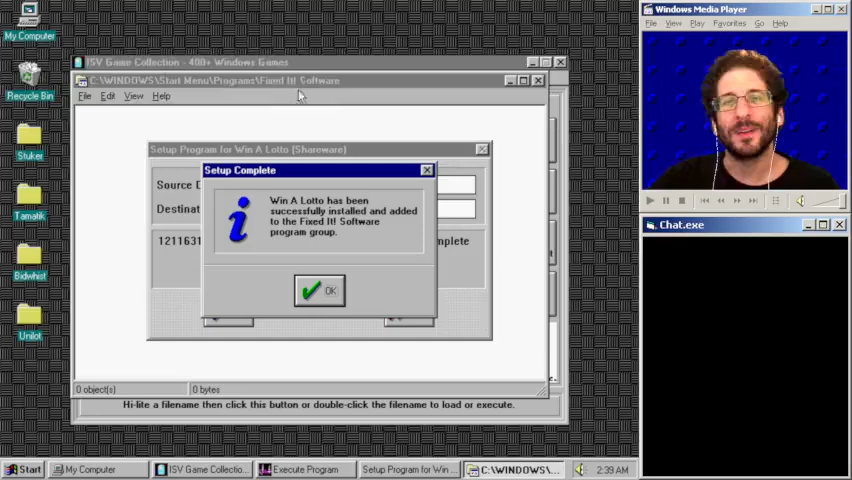 My Computer
Recycle Bin
Stuker
Tamatik
Bidwhist
Unilot
ISV Game Collection - 400+ Windows Games
C:\WINDOWS\Start Menu\Programs\Fixed It! Software
File Edit View Help
Setup Program for Win A Lotto (Shareware)
Source D
Destinat
1211631
mplete
Setup Complete
Win A Lotto has been
successfully installed and added
to the Fixed It! Software
program group.
OK
0 object(s)
0 bytes
Hi-lite a filename then click this button or double-click the filename to load or execute.
Windows Media Player
File View Play Favorites Go Help
Chat.exe
Start
My Computer
ISV Game Collectio...
Execute Program
Setup Program for Win ...
C:\WINDOWS\...
2:39 AM